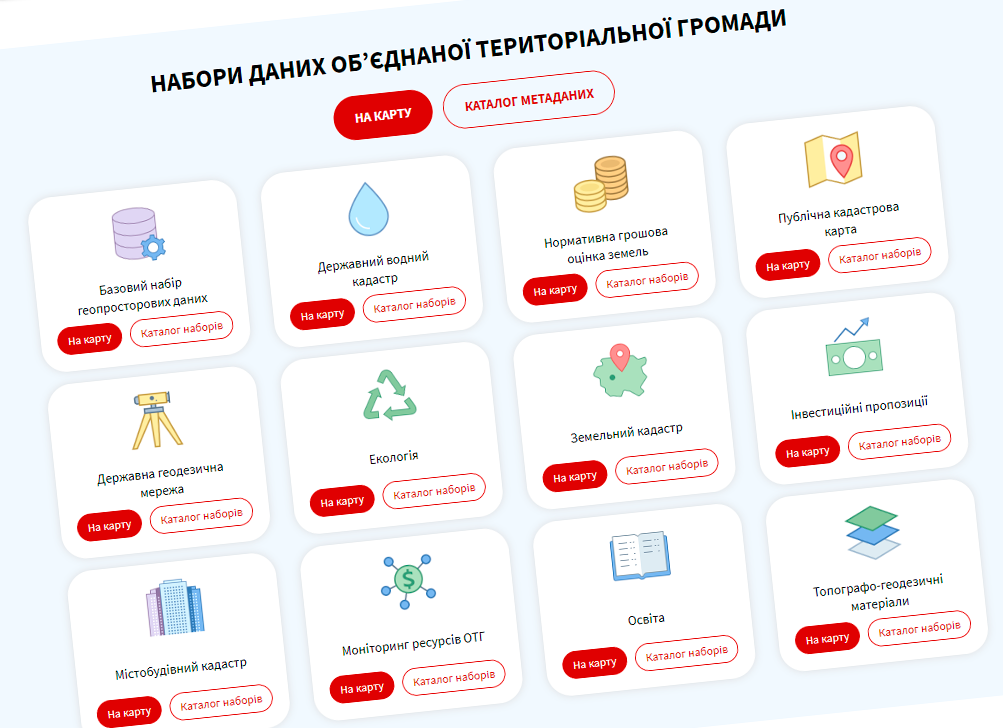 НАБОРИ ДАНИХ ОБ’ЄДНАНОЇ ТЕРИТОРІАЛЬНОЇ ГРОМАДИ
НА КАРТУ
КАТАЛОГ МЕТАДАНИХ
Базовий набір
геопросторових даних
На карту
Каталог наборів
Державний водний
кадастр
На карту
Каталог наборів
Нормативна грошова
оцінка земель
На карту
Каталог наборів
Публічна кадастрова
карта
На карту
Каталог наборів
Державна геодезична
мережа
На карту
Каталог наборів
Екологія
На карту
Каталог наборів
Земельний кадастр
На карту
Каталог наборів
Інвестиційні пропозиції
На карту
Каталог наборів
Містобудівний кадастр
На карту
Каталог наборів
Моніторинг ресурсів ОТГ
На карту
Каталог наборів
Освіта
На карту
Каталог наборів
Топографо-геодезичні
матеріали
На карту
Каталог наборів